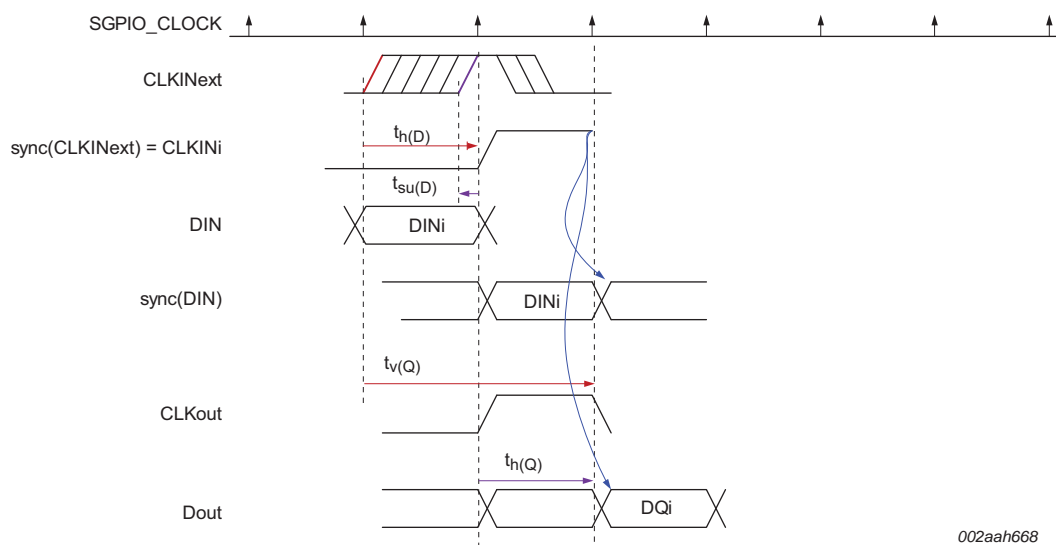 SGPIO_CLOCK
CLKINext
th(D)
sync(CLKINext) = CLKINi
tsu(D)
DIN
DINi
sync(DIN)
DINi
tv(Q)
CLKout
th(Q)
Dout
DQi
002aah668